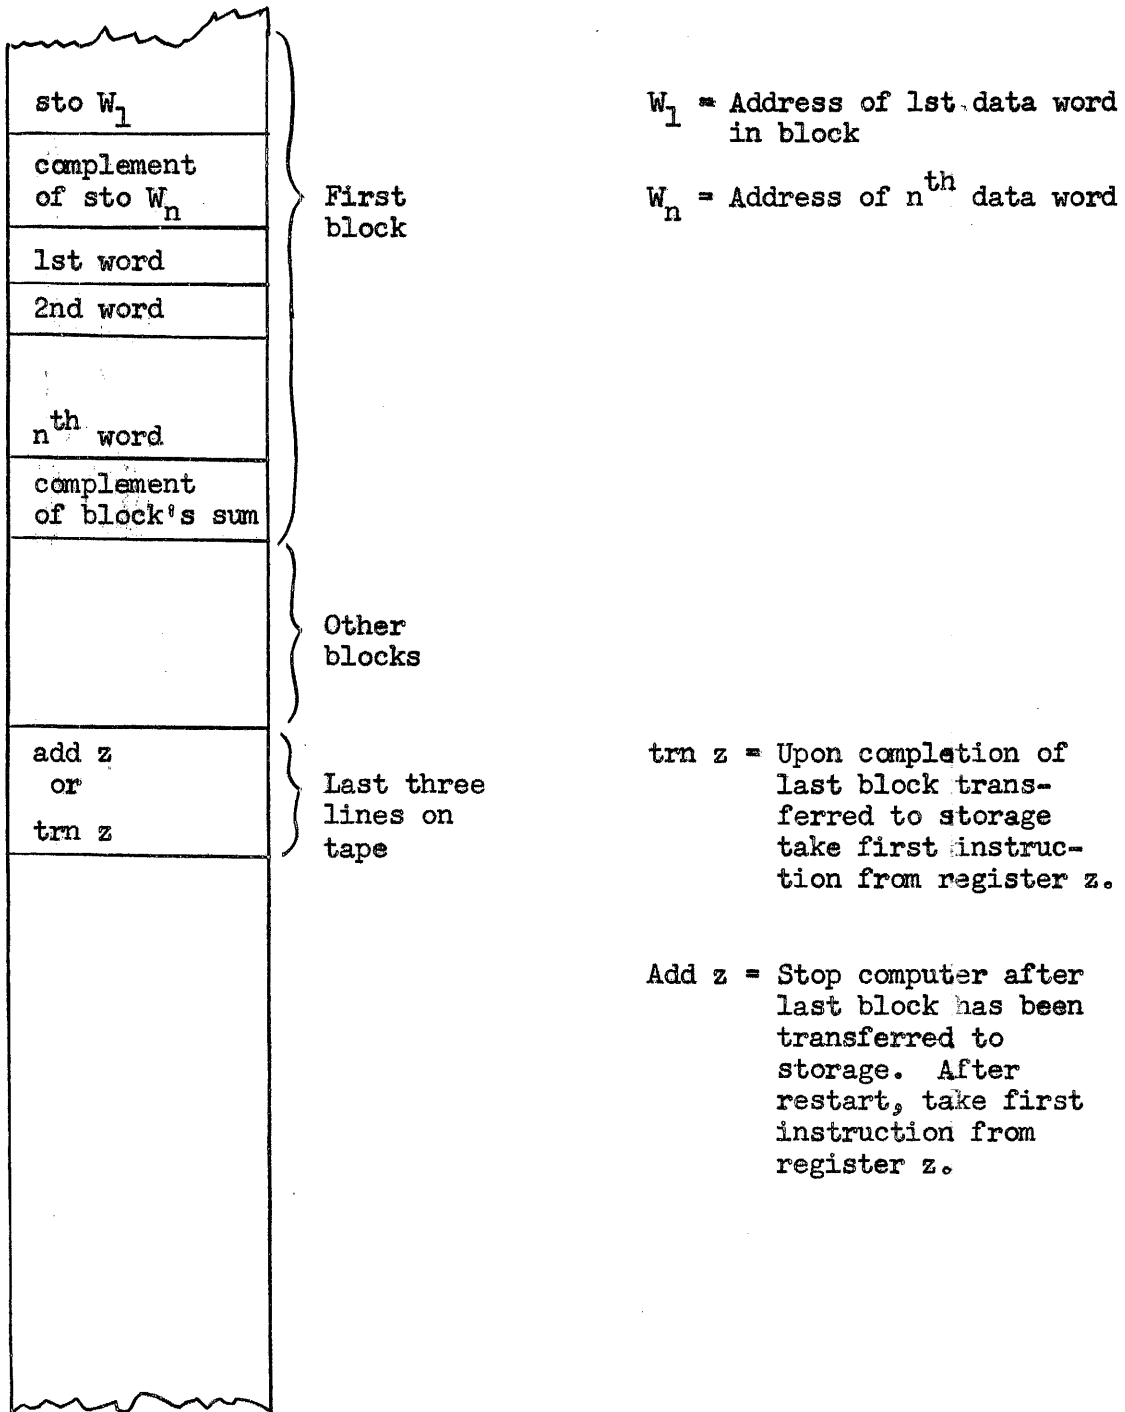 sto W1
complement
of sto Wn
1st word
2nd word
nth word
complement
of block's sum
First
block
W1 = Address of 1st data word
in block
Wn = Address of nth data word
Other
blocks
add z
or
trn z
Last three
lines on
tape
trn z = Upon completion of
last block trans-
ferred to storage
take first instruc-
tion from register z.
Add z = Stop computer after
last block has been
transferred to
storage. After
restart, take first
instruction from
register z.